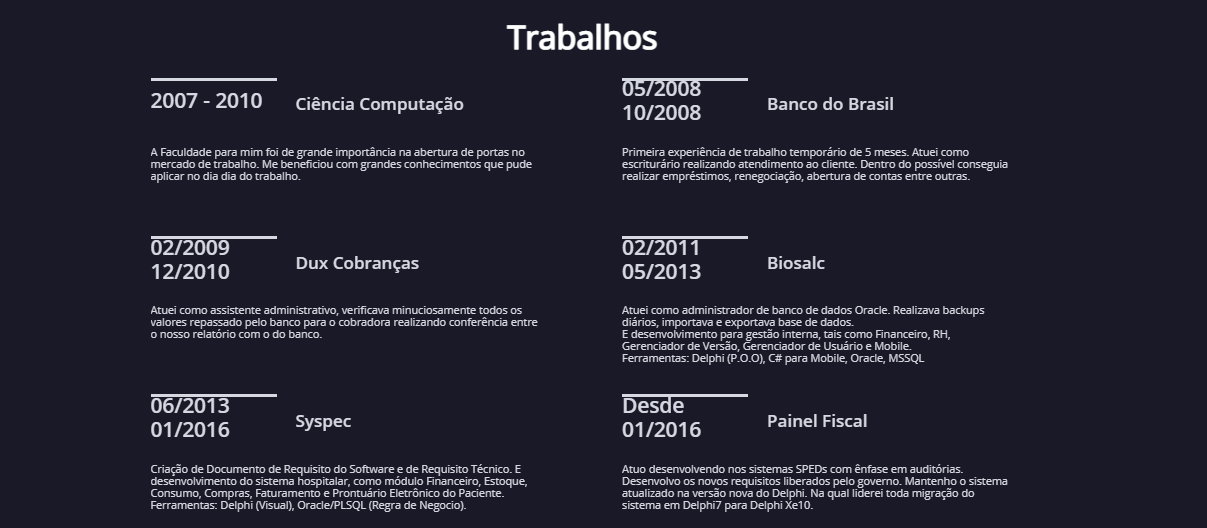 Trabalhos
2007 - 2010
Ciência Computação
A Faculdade para mim foi de grande importância na abertura de portas no
mercado de trabalho. Me beneficiou com grandes conhecimentos que pude
aplicar no dia dia do trabalho.
05/2008
10/2008
Banco do Brasil
Primeira experiência de trabalho temporário de 5 meses. Atuei como
escriturário realizando atendimento ao cliente. Dentro do possível conseguia
realizar empréstimos, renegociação, abertura de contas entre outras.
02/2009
12/2010
Dux Cobranças
Atuei como assistente administrativo, verificava minuciosamente todos os
valores repassado pelo banco para o cobradora realizando conferência entre
o nosso relatório com o do banco.
02/2011
05/2013
Biosalc
Atuei como administrador de banco de dados Oracle. Realizava backups
diários, importava e exportava base de dados.
E desenvolvimento para gestão interna, tais como Financeiro, RH,
Gerenciador de Versão, Gerenciador de Usuário e Mobile.
Ferramentas: Delphi (P.O.O), C# para Mobile, Oracle, MSSQL
06/2013
01/2016
Syspec
Criação de Documento de Requisito do Software e de Requisito Técnico. E
desenvolvimento do sistema hospitalar, como módulo Financeiro, Estoque,
Consumo, Compras, Faturamento e Prontuário Eletrônico do Paciente.
Ferramentas: Delphi (Visual), Oracle/PLSQL (Regra de Negocio).
Desde
01/2016
Painel Fiscal
Atuo desenvolvendo nos sistemas SPEDs com ênfase em auditórias.
Desenvolvo os novos requisitos liberados pelo governo. Mantenho o sistema
atualizado na versão nova do Delphi. Na qual liderei toda migração do
sistema em Delphi7 para Delphi Xe10.